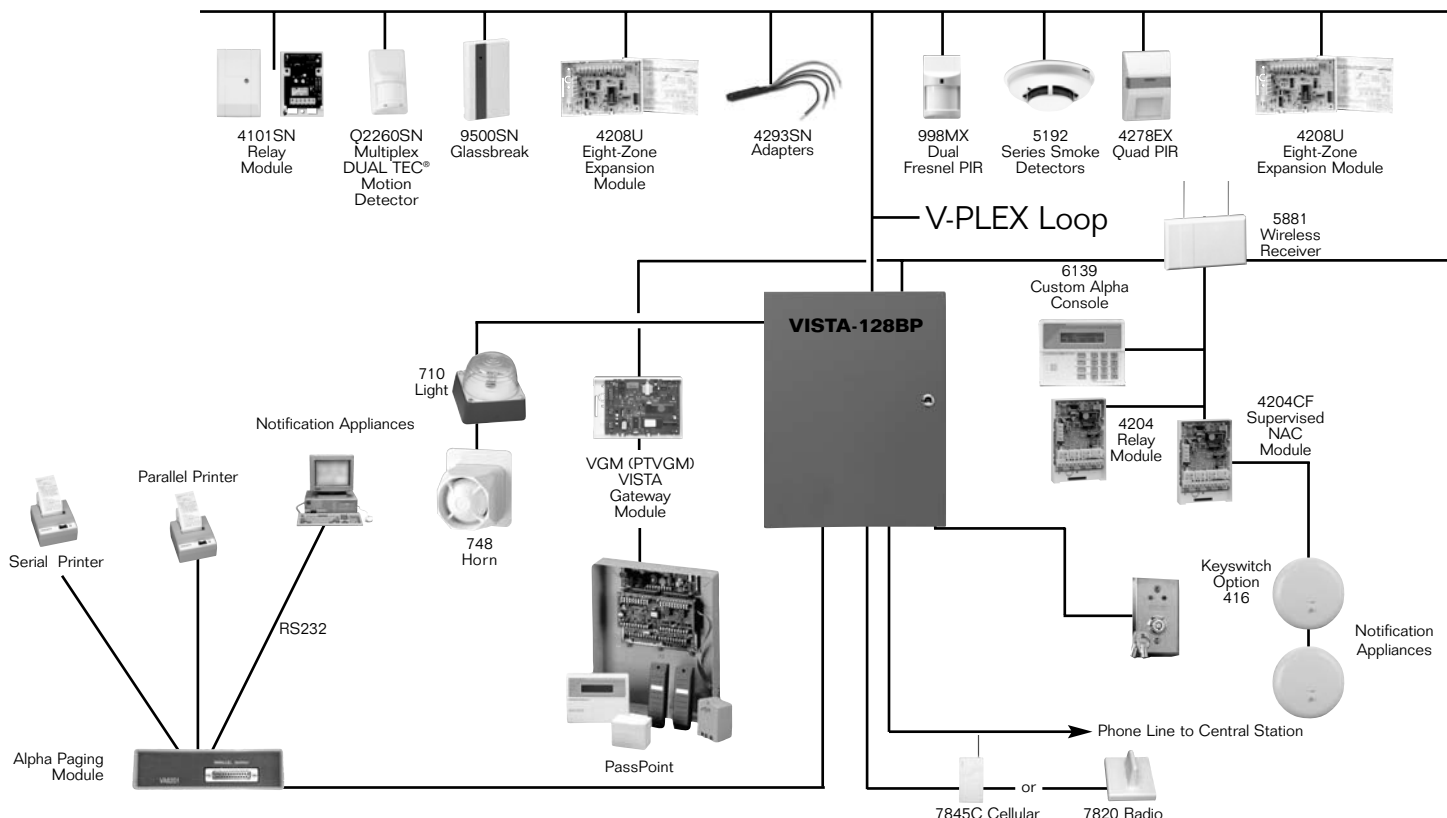 4101SN
Relay
Module
Q2260SN
Multiplex
DUAL TEC®
Motion
Detector
9500SN
Glassbreak
4208U
Eight-Zone
Expansion
Module
4293SN
Adapters
998MX
Dual
Fresnel PIR
5192
Series Smoke
Detectors
4278EX
Quad PIR
4208U
Eight-Zone
Expansion Module
V-PLEX Loop
5881
Wireless
Receiver
6139
Custom Alpha
Console
VISTA-128BP
710
Light
Notification Appliances
4204
Relay
Module
4204CF
Supervised
NAC
Module
VGM (PTVGM)
VISTA
Gateway
Module
Parallel Printer
Serial Printer
748
Horn
RS232
Keyswitch
Option
416
Notification
Appliances
Alpha Paging
Module
VA8201
PassPoint
Phone Line to Central Station
7845C Cellular
or
7820 Radio